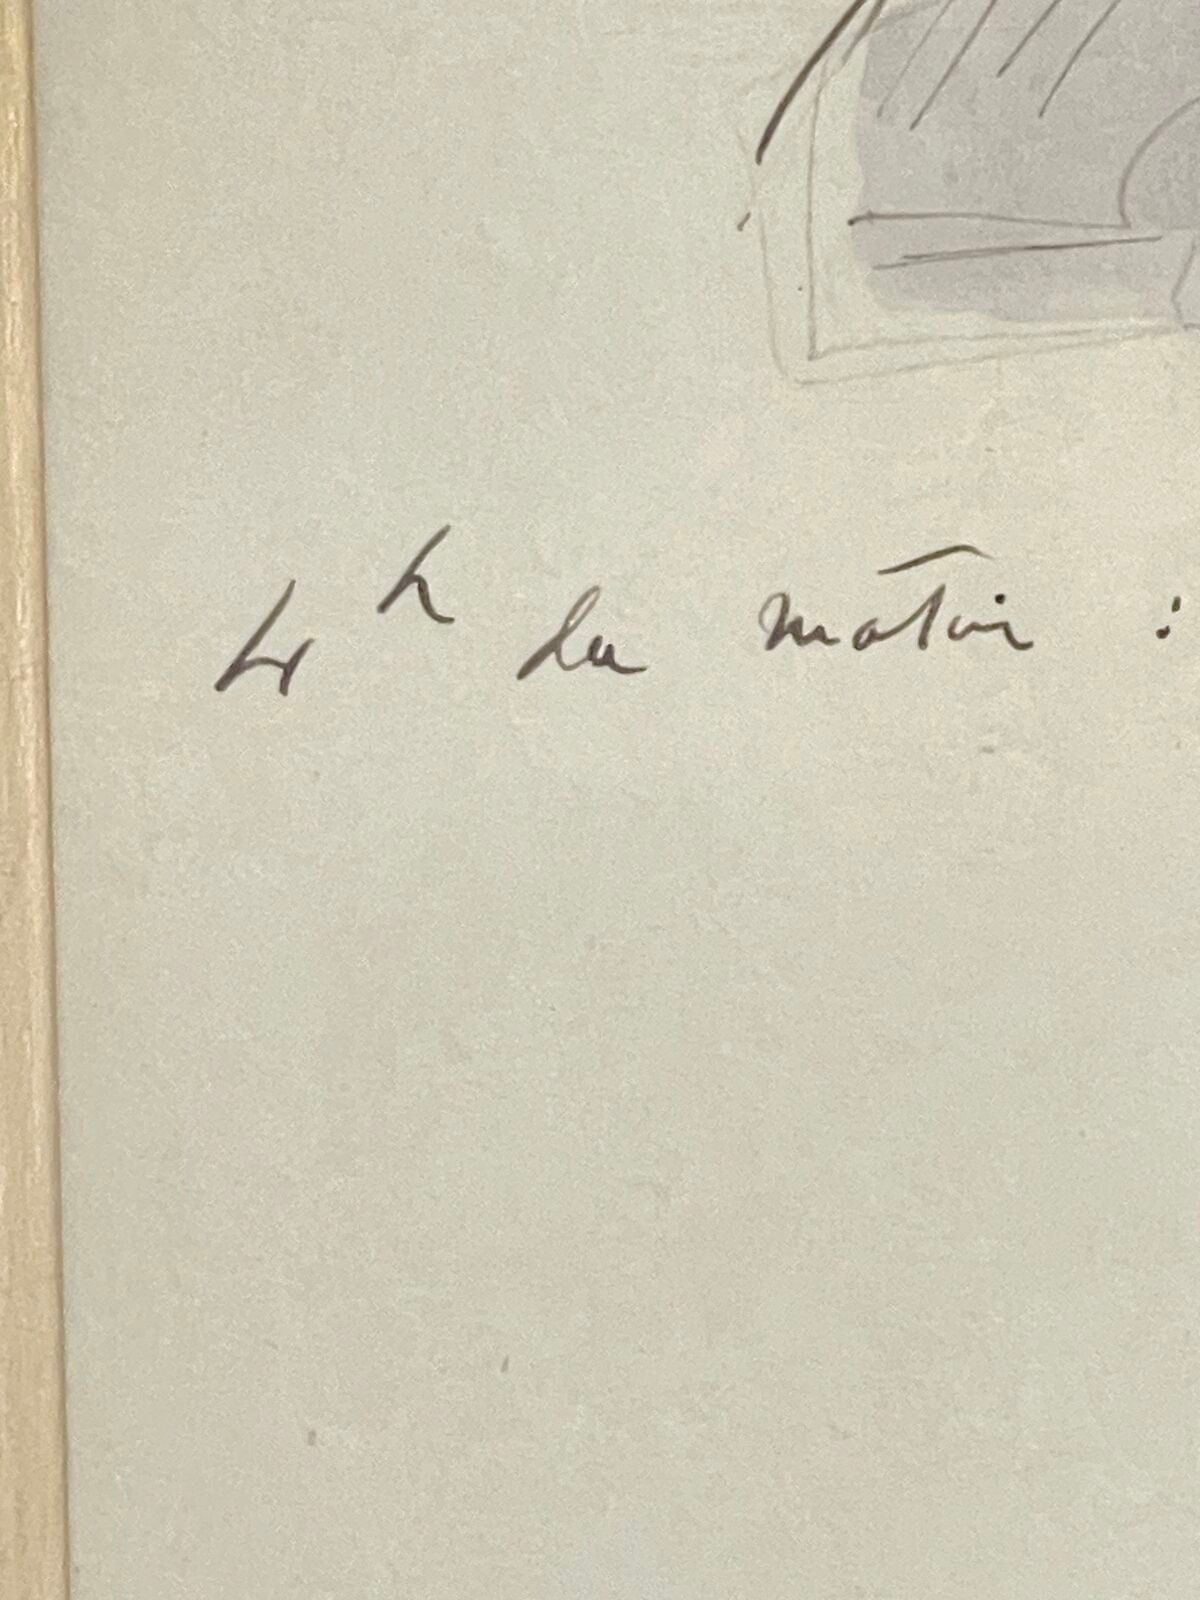 4h du matin :